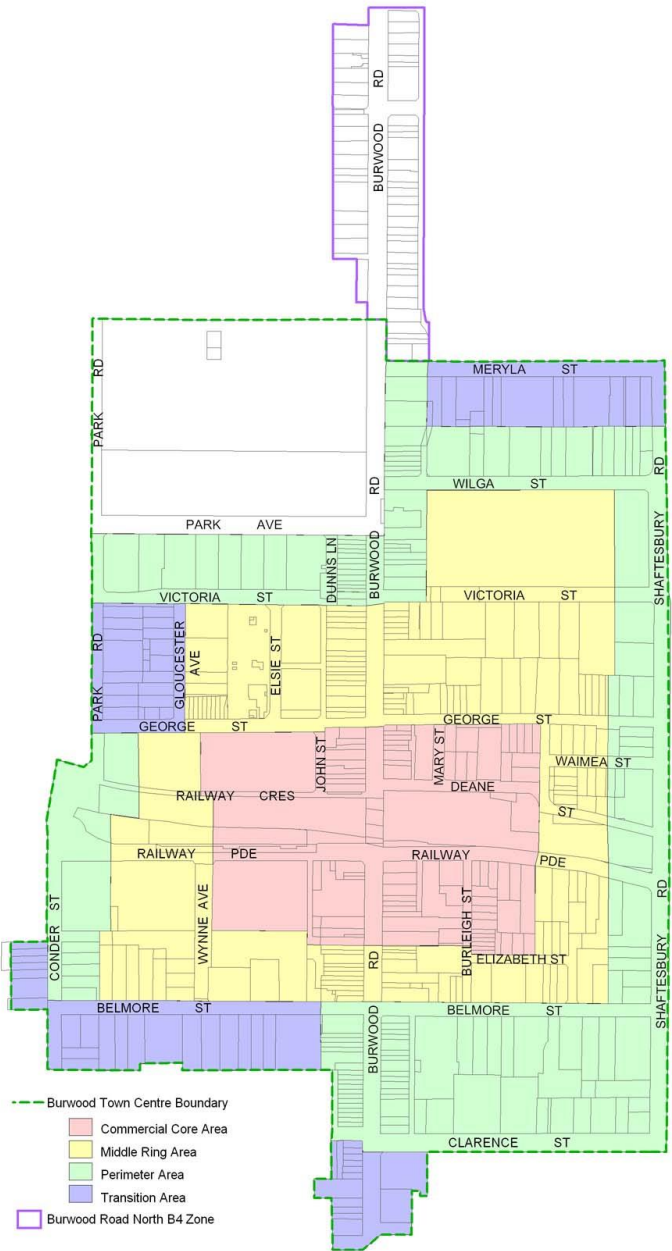 BURWOOD RD
MERYLA ST
PARK RD
WILGA ST
BURWOOD RD
PARK AVE
DUNNS LN
SHAFTESBURY RD
VICTORIA ST
VICTORIA ST
PARK RD
GLOUCESTER AVE
ELSIE ST
GEORGE ST
GEORGE ST
JOHN ST
MARY ST
WAIMEA ST
RAILWAY CRES
DEANE ST
RAILWAY PDE
RAILWAY PDE
CONDER ST
WYNNE AVE
BURLEIGH ST
ELIZABETH ST
SHAFTESBURY RD
BELMORE ST
BURWOOD RD
BELMORE ST
CLARENCE ST
Burwood Town Centre Boundary
Commercial Core Area
Middle Ring Area
Perimeter Area
Transition Area
Burwood Road North B4 Zone